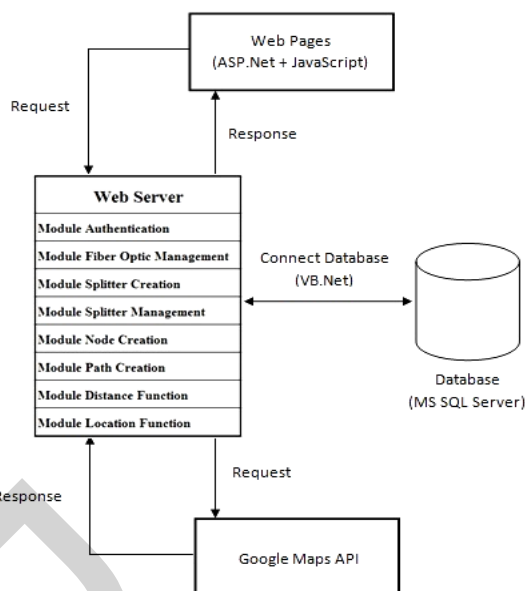 Web Pages
(ASP.Net + JavaScript)
Request
Response
Web Server
Module Authentication
Module Fiber Optic Management
Module Splitter Creation
Module Splitter Management
Module Node Creation
Module Path Creation
Module Distance Function
Module Location Function
Connect Database
(VB.Net)
Database
(MS SQL Server)
Request
Response
Google Maps API